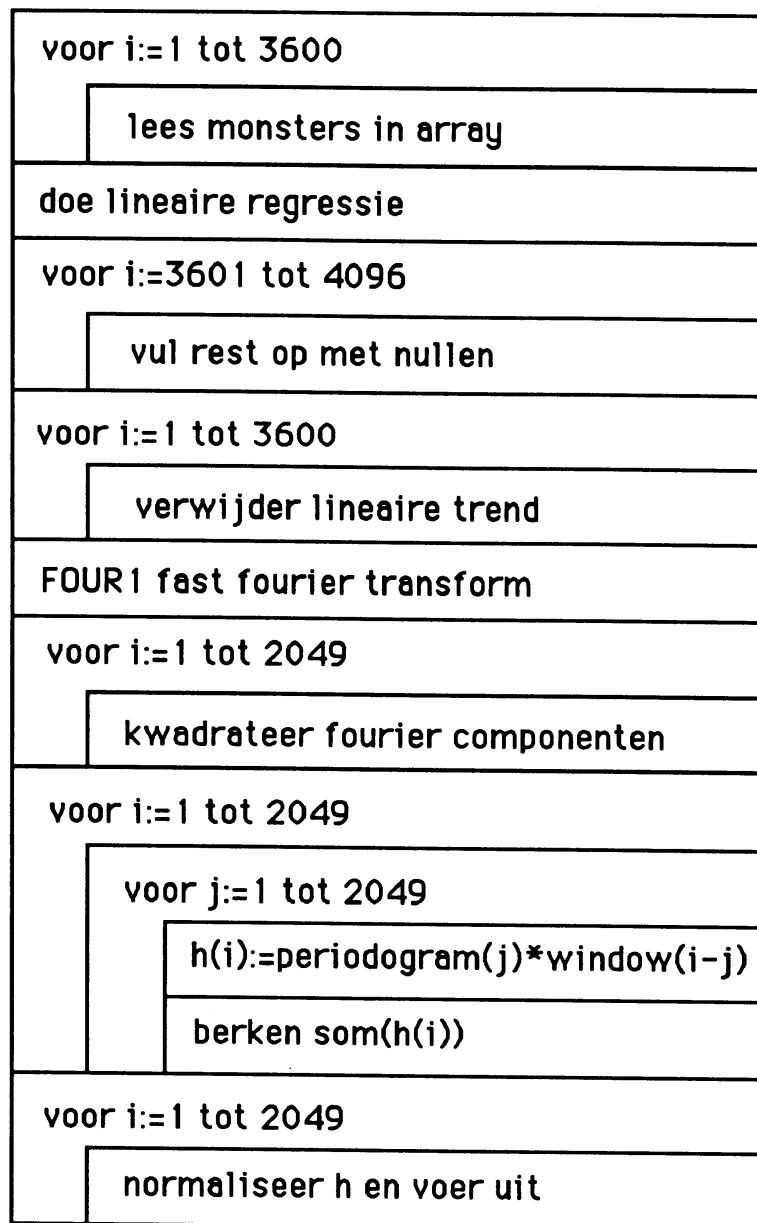 voor i:=1 tot 3600
lees monsters in array
doe lineaire regressie
voor i:=3601 tot 4096
vul rest op met nullen
voor i:=1 tot 3600
verwijder lineaire trend
FOUR1 fast fourier transform
voor i:=1 tot 2049
kwadrateer fourier componenten
voor i:=1 tot 2049
voor j:=1 tot 2049
h(i):=periodogram(j)*window(i-j)
berken som(h(i))
voor i:=1 tot 2049
normaliseer h en voer uit